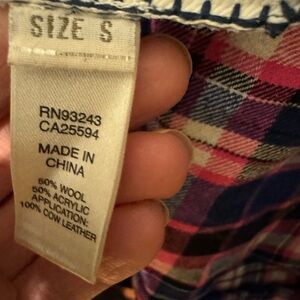 SIZE S
RN93243
CA25594
MADE IN
CHINA
50% WOOL
50% ACRYLIC
APPLICATION:
100% COW LEATHER